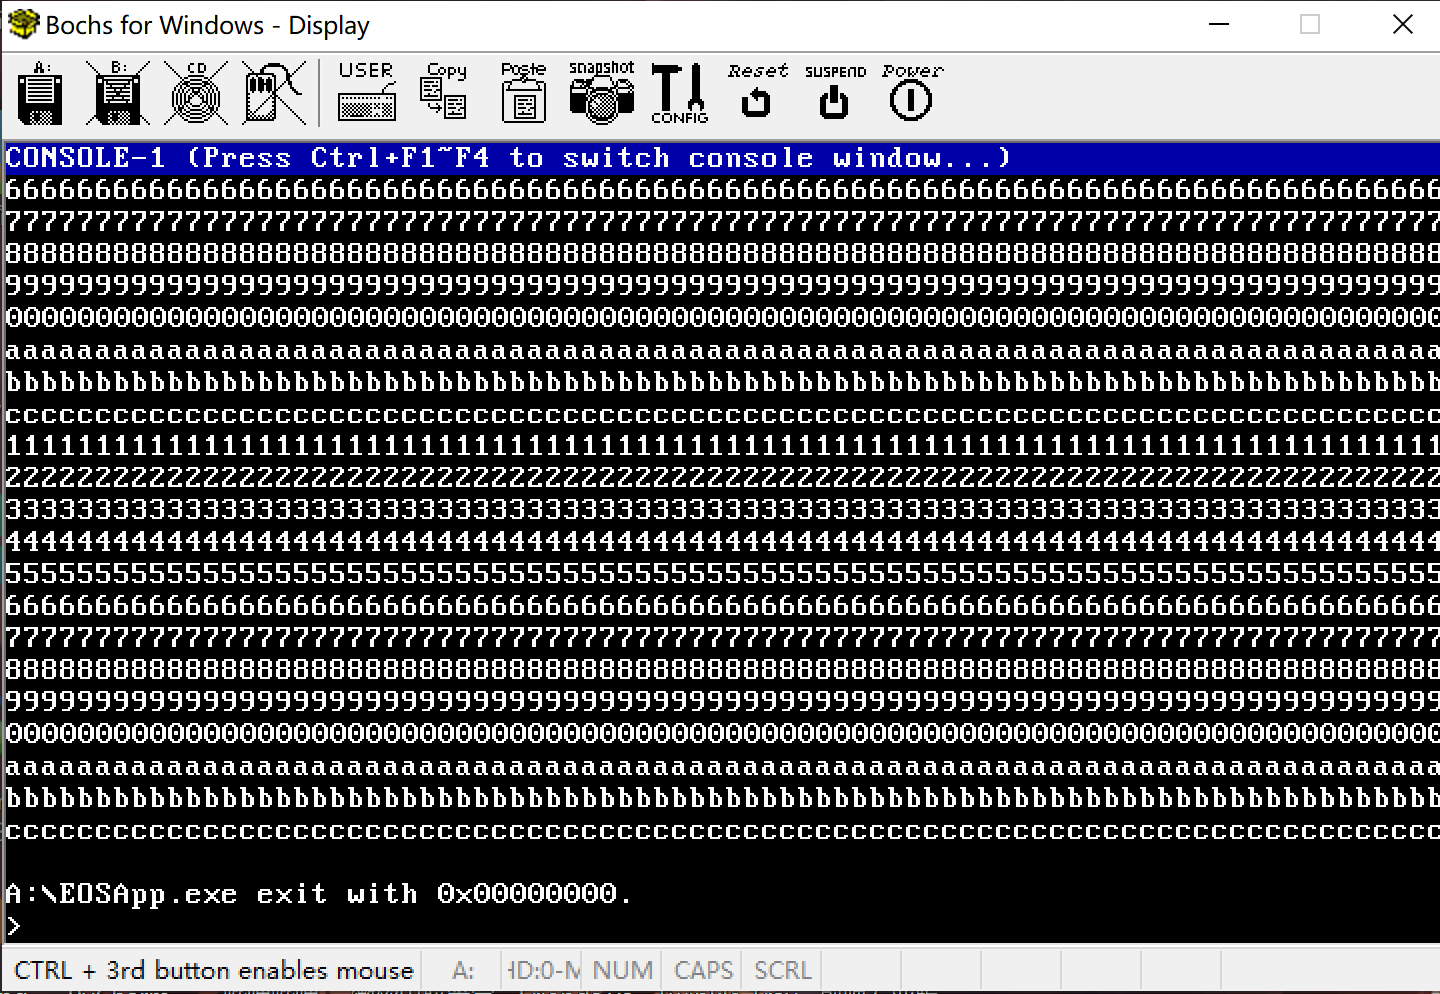 Bochs for Windows - Display
A: B: CD USER Copy Paste snapshot CONFIG Reset SUSPEND Power
CONSOLE-1 (Press Ctrl+F1~F4 to switch console window...)
66666666666666666666666666666666666666666666666666666666666666666666666666666666
77777777777777777777777777777777777777777777777777777777777777777777777777777777
88888888888888888888888888888888888888888888888888888888888888888888888888888888
99999999999999999999999999999999999999999999999999999999999999999999999999999999
00000000000000000000000000000000000000000000000000000000000000000000000000000000
aaaaaaaaaaaaaaaaaaaaaaaaaaaaaaaaaaaaaaaaaaaaaaaaaaaaaaaaaaaaaaaaaaaaaaaaaaaaaaaa
bbbbbbbbbbbbbbbbbbbbbbbbbbbbbbbbbbbbbbbbbbbbbbbbbbbbbbbbbbbbbbbbbbbbbbbbbbbbbbbb
cccccccccccccccccccccccccccccccccccccccccccccccccccccccccccccccccccccccccccccccc
11111111111111111111111111111111111111111111111111111111111111111111111111111111
22222222222222222222222222222222222222222222222222222222222222222222222222222222
33333333333333333333333333333333333333333333333333333333333333333333333333333333
44444444444444444444444444444444444444444444444444444444444444444444444444444444
55555555555555555555555555555555555555555555555555555555555555555555555555555555
66666666666666666666666666666666666666666666666666666666666666666666666666666666
77777777777777777777777777777777777777777777777777777777777777777777777777777777
88888888888888888888888888888888888888888888888888888888888888888888888888888888
99999999999999999999999999999999999999999999999999999999999999999999999999999999
00000000000000000000000000000000000000000000000000000000000000000000000000000000
aaaaaaaaaaaaaaaaaaaaaaaaaaaaaaaaaaaaaaaaaaaaaaaaaaaaaaaaaaaaaaaaaaaaaaaaaaaaaaaa
bbbbbbbbbbbbbbbbbbbbbbbbbbbbbbbbbbbbbbbbbbbbbbbbbbbbbbbbbbbbbbbbbbbbbbbbbbbbbbbb
cccccccccccccccccccccccccccccccccccccccccccccccccccccccccccccccccccccccccccccccc
A:\EOSApp.exe exit with 0x00000000.
>
CTRL + 3rd button enables mouse A: HD:0-M NUM CAPS SCRL